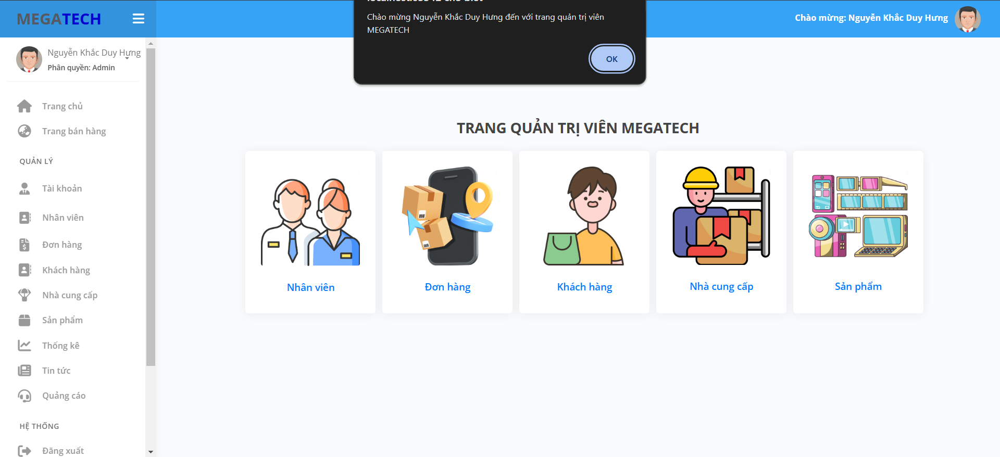 MEGATECH
Chào mừng Nguyễn Khắc Duy Hưng đến với trang quản trị viên
MEGATECH
OK
Chào mừng: Nguyễn Khắc Duy Hưng
Nguyễn Khắc Duy Hưng
Phân quyền: Admin
Trang chủ
Trang bán hàng
QUẢN LÝ
Tài khoản
Nhân viên
Đơn hàng
Khách hàng
Nhà cung cấp
Sản phẩm
Thống kê
Tin tức
Quảng cáo
HỆ THỐNG
Đăng xuất
TRANG QUẢN TRỊ VIÊN MEGATECH
Nhân viên
Đơn hàng
Khách hàng
Nhà cung cấp
Sản phẩm